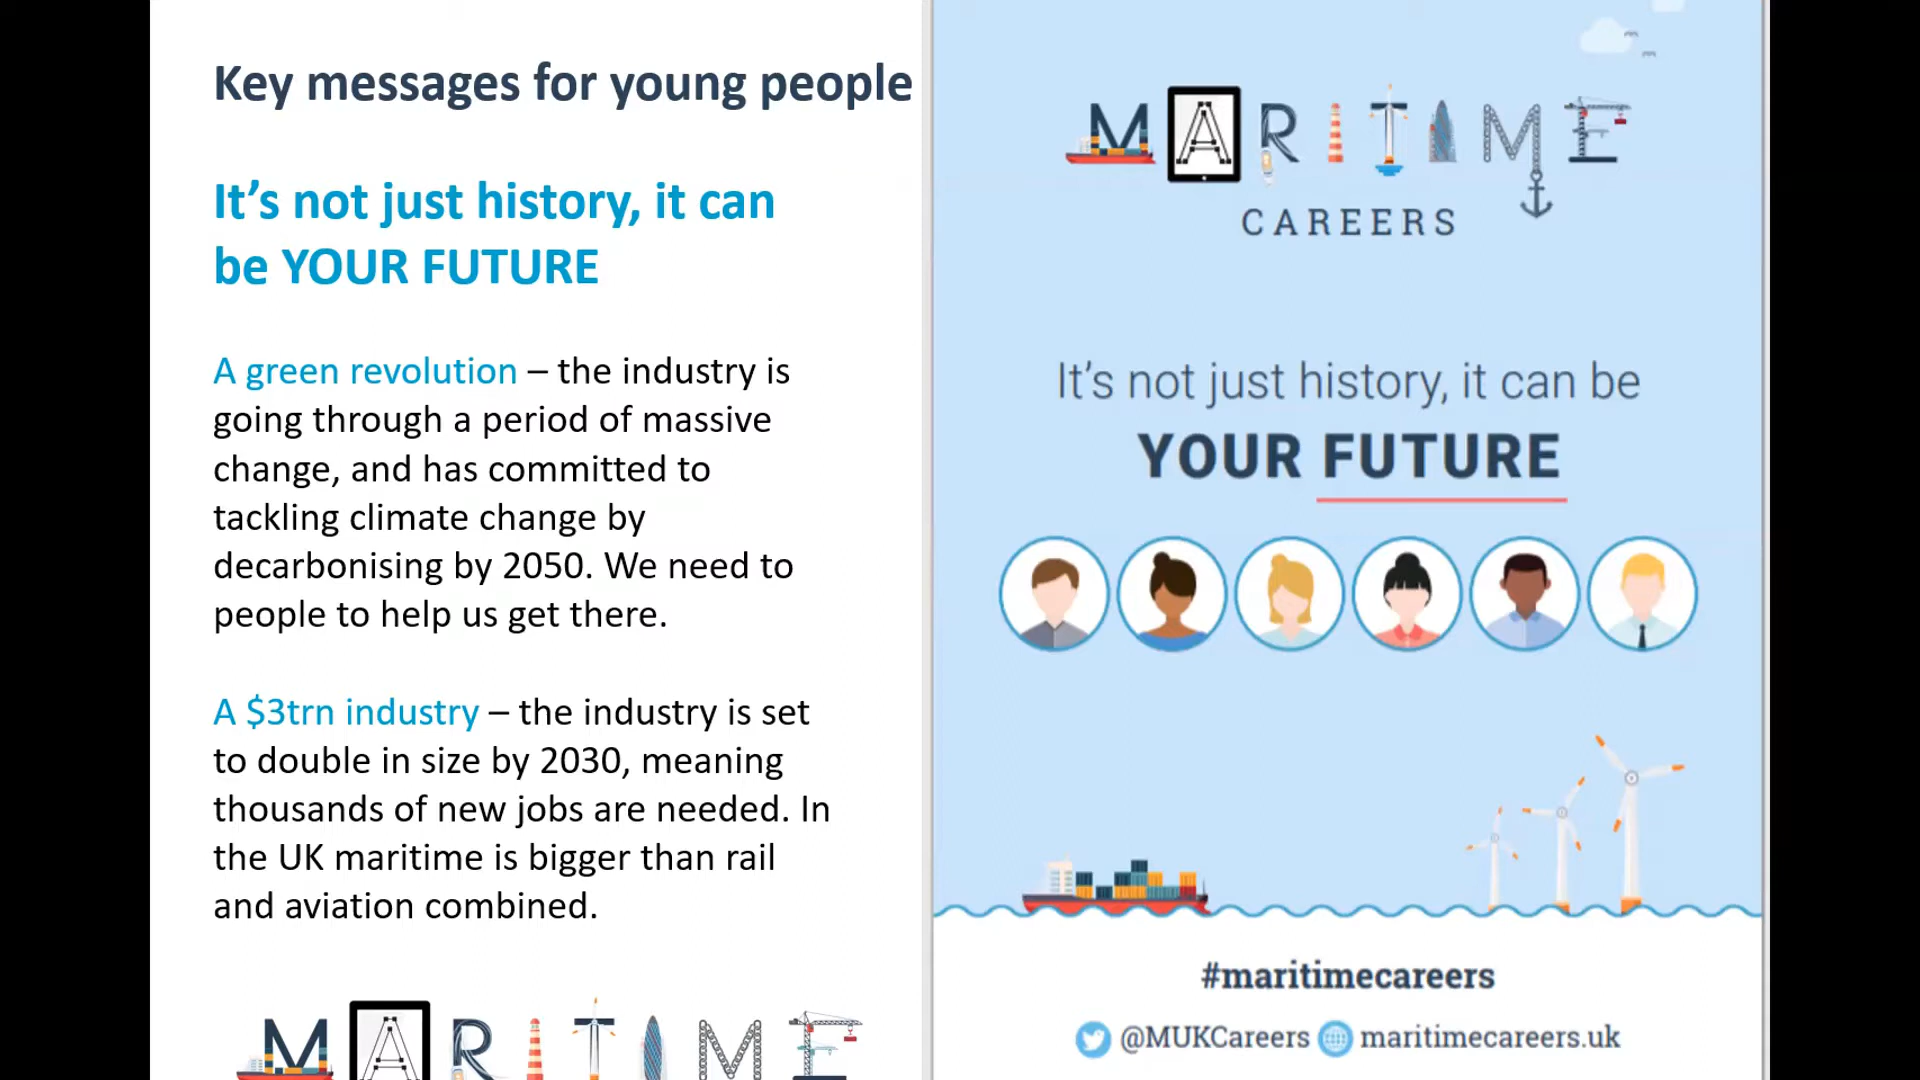 Key messages for young people
It’s not just history, it can
be YOUR FUTURE
A green revolution – the industry is
going through a period of massive
change, and has committed to
tackling climate change by
decarbonising by 2050. We need to
people to help us get there.
A $3trn industry – the industry is set
to double in size by 2030, meaning
thousands of new jobs are needed. In
the UK maritime is bigger than rail
and aviation combined.
MARITIME
MARITIME
CAREERS
It’s not just history, it can be
YOUR FUTURE
#maritimecareers
@MUKCareers maritimecareers.uk